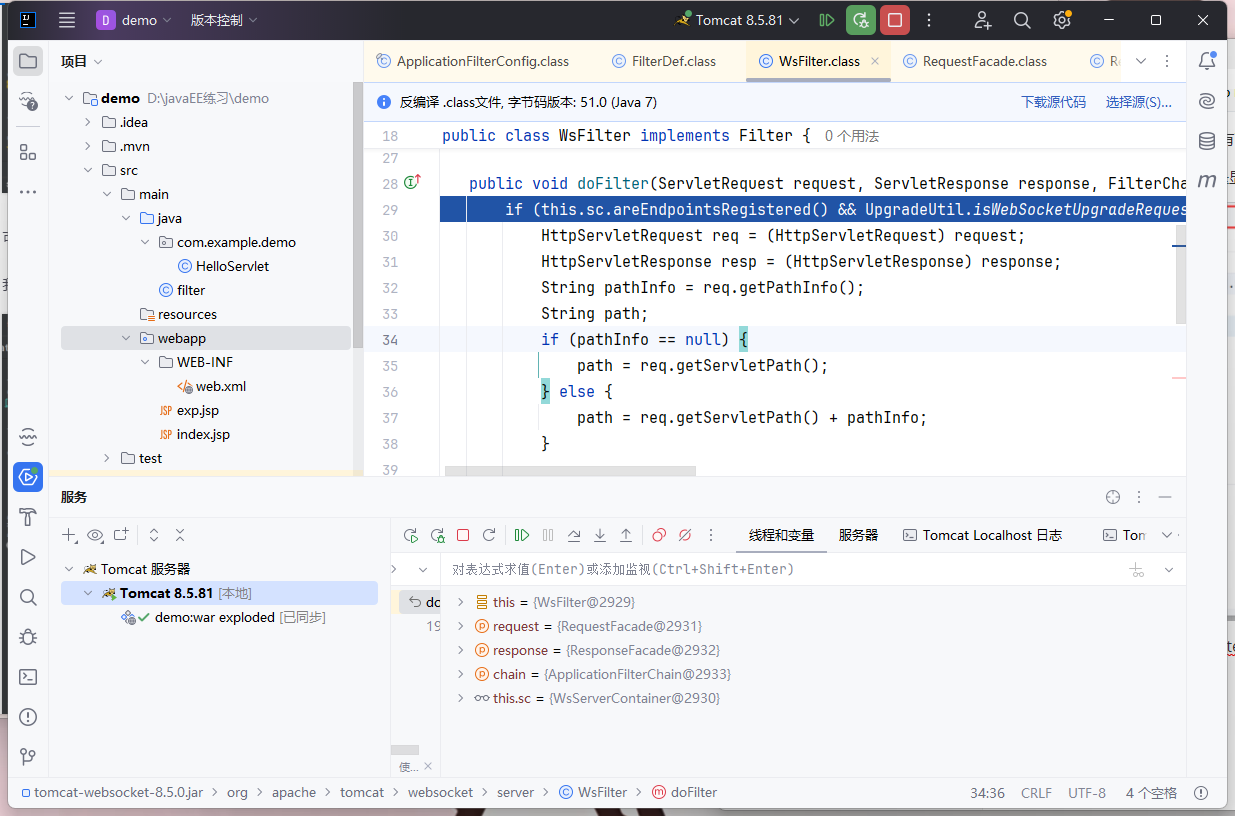 D demo 版本控制 Tomcat 8.5.81
项目
ApplicationFilterConfig.class FilterDef.class WsFilter.class RequestFacade.class
demo D:\javaEE练习\demo
.idea
.mvn
src
main
java
com.example.demo
HelloServlet
filter
resources
webapp
WEB-INF
web.xml
JSP exp.jsp
JSP index.jsp
test
反编译 .class文件, 字节码版本: 51.0 (Java 7) 下载源代码 选择源(S)...
18 public class WsFilter implements Filter { 0 个用法
27
28 public void doFilter(ServletRequest request, ServletResponse response, FilterCha
29 if (this.sc.areEndpointsRegistered() && UpgradeUtil.isWebSocketUpgradeReques
30 HttpServletRequest req = (HttpServletRequest) request;
31 HttpServletResponse resp = (HttpServletResponse) response;
32 String pathInfo = req.getPathInfo();
33 String path;
34 if (pathInfo == null) {
35 path = req.getServletPath();
36 } else {
37 path = req.getServletPath() + pathInfo;
38 }
39
服务
线程和变量 服务器 Tomcat Localhost 日志 Tom
Tomcat 服务器
Tomcat 8.5.81 [本地]
demo:war exploded [已同步]
do
19
使...
对表达式求值(Enter)或添加监视(Ctrl+Shift+Enter)
this = {WsFilter@2929}
request = {RequestFacade@2931}
response = {ResponseFacade@2932}
chain = {ApplicationFilterChain@2933}
this.sc = {WsServerContainer@2930}
tomcat-websocket-8.5.0.jar org apache tomcat websocket server WsFilter doFilter 34:36 CRLF UTF-8 4 个空格